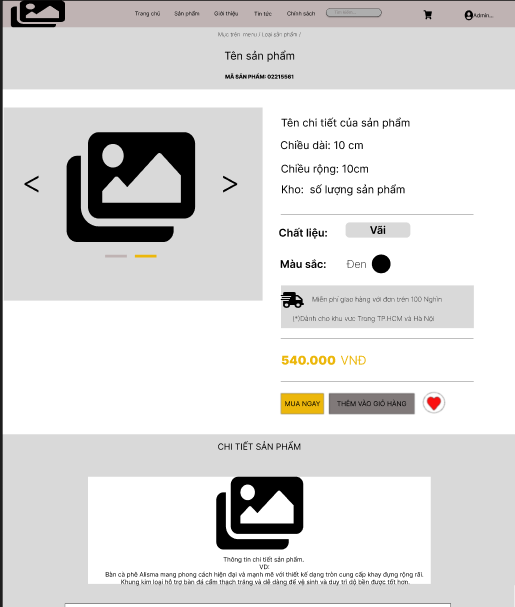 Trang chủ Sản phẩm Giới thiệu Tin tức Chính sách Admin...
Mục trên menu / Loại sản phẩm /
Tên sản phẩm
MÃ SẢN PHẨM: 02215561
< >
Tên chi tiết của sản phẩm
Chiều dài: 10 cm
Chiều rộng: 10cm
Kho: số lượng sản phẩm
Chất liệu: Vãi
Màu sắc: Đen
Miễn phí giao hàng với đơn trên 100 Nghìn
(*)Dành cho khu vực Trong TP.HCM và Hà Nội
540.000 VNĐ
MUA NGAY THÊM VÀO GIỎ HÀNG
CHI TIẾT SẢN PHẨM
Thông tin chi tiết sản phẩm.
VD:
Bàn cà phê Alisma mang phong cách hiện đại và mạnh mẽ với thiết kế dạng tròn cung cấp khay đựng rộng rãi.
Khung kim loại hỗ trợ bàn đá cẩm thạch trắng và dễ dàng để vệ sinh và duy trì độ bền được tốt hơn.